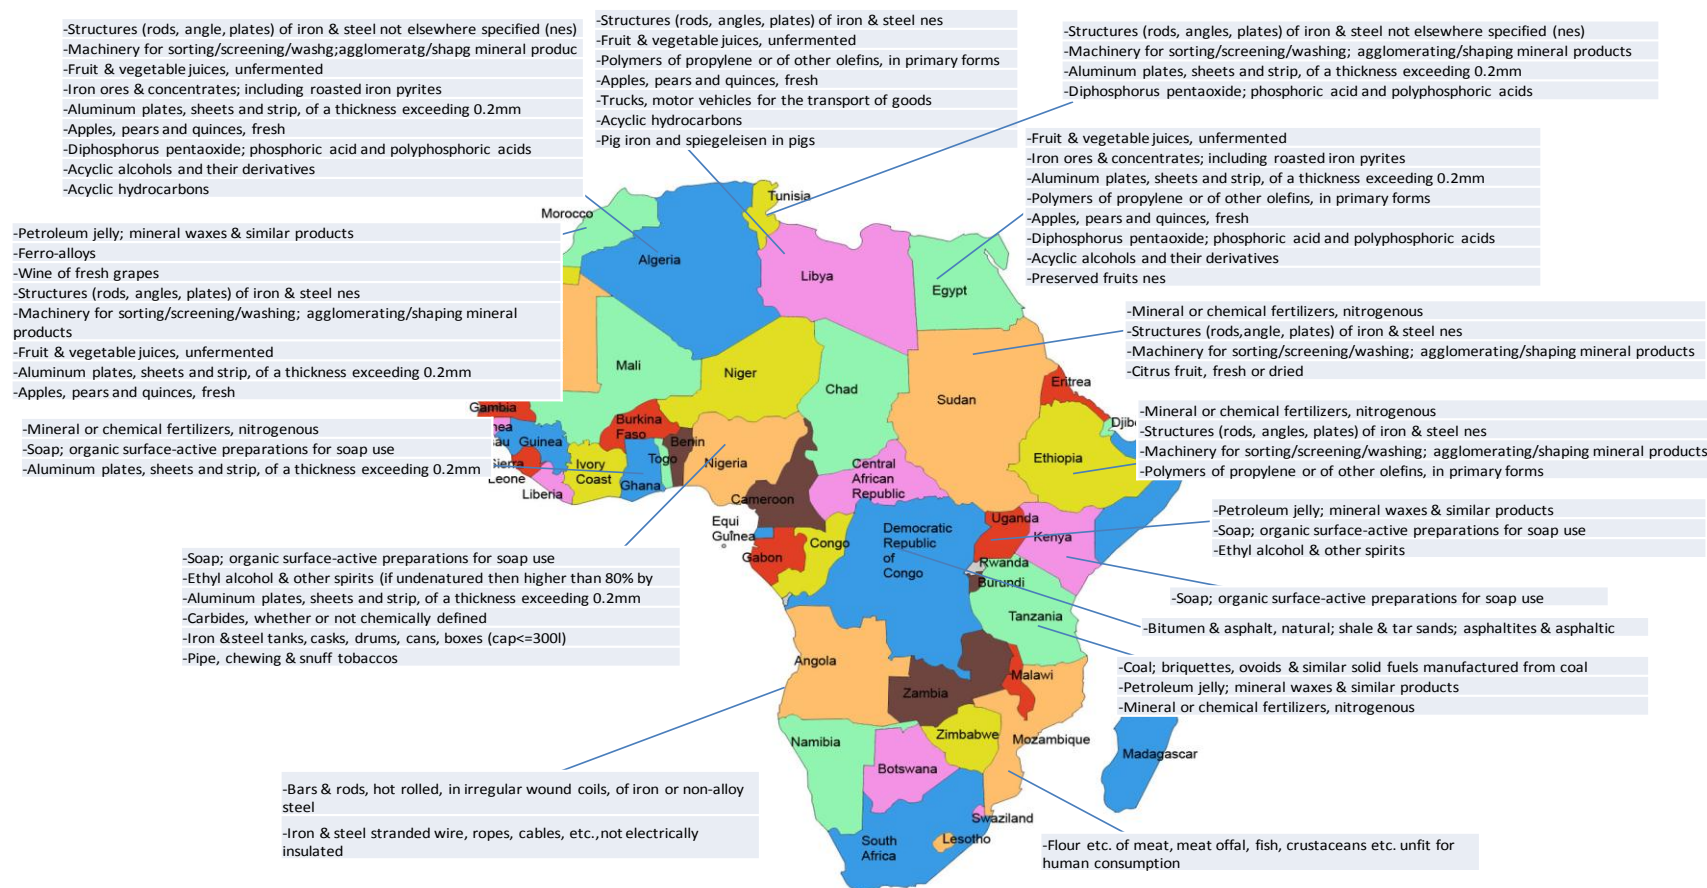 -Structures (rods, angle, plates) of iron & steel not elsewhere specified (nes)
-Machinery for sorting/screening/washg;agglomeratg/shapg mineral produc
-Fruit & vegetable juices, unfermented
-Iron ores & concentrates; including roasted iron pyrites
-Aluminum plates, sheets and strip, of a thickness exceeding 0.2mm
-Apples, pears and quinces, fresh
-Diphosphorus pentaoxide; phosphoric acid and polyphosphoric acids
-Acyclic alcohols and their derivatives
-Acyclic hydrocarbons
-Structures (rods, angles, plates) of iron & steel nes
-Fruit & vegetable juices, unfermented
-Polymers of propylene or of other olefins, in primary forms
-Apples, pears and quinces, fresh
-Trucks, motor vehicles for the transport of goods
-Acyclic hydrocarbons
-Pig iron and spiegeleisen in pigs
-Structures (rods, angles, plates) of iron & steel not elsewhere specified (nes)
-Machinery for sorting/screening/washing; agglomerating/shaping mineral products
-Aluminum plates, sheets and strip, of a thickness exceeding 0.2mm
-Diphosphorus pentaoxide; phosphoric acid and polyphosphoric acids
-Fruit & vegetable juices, unfermented
-Iron ores & concentrates; including roasted iron pyrites
-Aluminum plates, sheets and strip, of a thickness exceeding 0.2mm
-Polymers of propylene or of other olefins, in primary forms
-Apples, pears and quinces, fresh
-Diphosphorus pentaoxide; phosphoric acid and polyphosphoric acids
-Acyclic alcohols and their derivatives
-Preserved fruits nes
-Petroleum jelly; mineral waxes & similar products
-Ferro-alloys
-Wine of fresh grapes
-Structures (rods, angles, plates) of iron & steel nes
-Machinery for sorting/screening/washing; agglomerating/shaping mineral
products
-Fruit & vegetable juices, unfermented
-Aluminum plates, sheets and strip, of a thickness exceeding 0.2mm
-Apples, pears and quinces, fresh
-Mineral or chemical fertilizers, nitrogenous
-Structures (rods,angle, plates) of iron & steel nes
-Machinery for sorting/screening/washing; agglomerating/shaping mineral products
-Citrus fruit, fresh or dried
-Mineral or chemical fertilizers, nitrogenous
-Soap; organic surface-active preparations for soap use
-Aluminum plates, sheets and strip, of a thickness exceeding 0.2mm
-Mineral or chemical fertilizers, nitrogenous
-Structures (rods, angles, plates) of iron & steel nes
-Machinery for sorting/screening/washing; agglomerating/shaping mineral products
-Polymers of propylene or of other olefins, in primary forms
-Petroleum jelly; mineral waxes & similar products
-Soap; organic surface-active preparations for soap use
-Ethyl alcohol & other spirits
-Soap; organic surface-active preparations for soap use
-Ethyl alcohol & other spirits (if undenatured then higher than 80% by
-Aluminum plates, sheets and strip, of a thickness exceeding 0.2mm
-Carbides, whether or not chemically defined
-Iron &steel tanks, casks, drums, cans, boxes (cap<=300l)
-Pipe, chewing & snuff tobaccos
-Soap; organic surface-active preparations for soap use
-Bitumen & asphalt, natural; shale & tar sands; asphaltites & asphaltic
-Coal; briquettes, ovoids & similar solid fuels manufactured from coal
-Petroleum jelly; mineral waxes & similar products
-Mineral or chemical fertilizers, nitrogenous
-Bars & rods, hot rolled, in irregular wound coils, of iron or non-alloy
steel
-Iron & steel stranded wire, ropes, cables, etc.,not electrically
insulated
-Flour etc. of meat, meat offal, fish, crustaceans etc. unfit for
human consumption
Tunisia
Morocco
Algeria
Libya
Egypt
Mali
Niger
Chad
Sudan
Eritrea
Djib
Gambia
nea
au
Guinea
Sierra
Leone
Liberia
Ivory
Coast
Burkina
Faso
Ghana
Togo
Benin
Nigeria
Cameroon
Central
African
Republic
Ethiopia
Equi
Guinea
Gabon
Congo
Democratic
Republic
of
Congo
Uganda
Kenya
Rwanda
Burundi
Tanzania
Angola
Zambia
Malawi
Mozambique
Zimbabwe
Namibia
Botswana
Madagascar
Swaziland
Lesotho
South
Africa